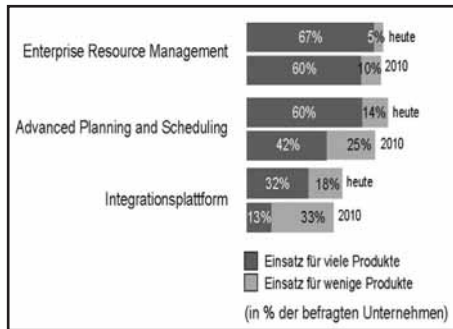 67% 5% heute
Enterprise Resource Management
60% 10% 2010
60% 14% heute
Advanced Planning and Scheduling
42% 25% 2010
32% 18% heute
Integrationsplattform
13% 33% 2010
Einsatz für viele Produkte
Einsatz für wenige Produkte
(in % der befragten Unternehmen)